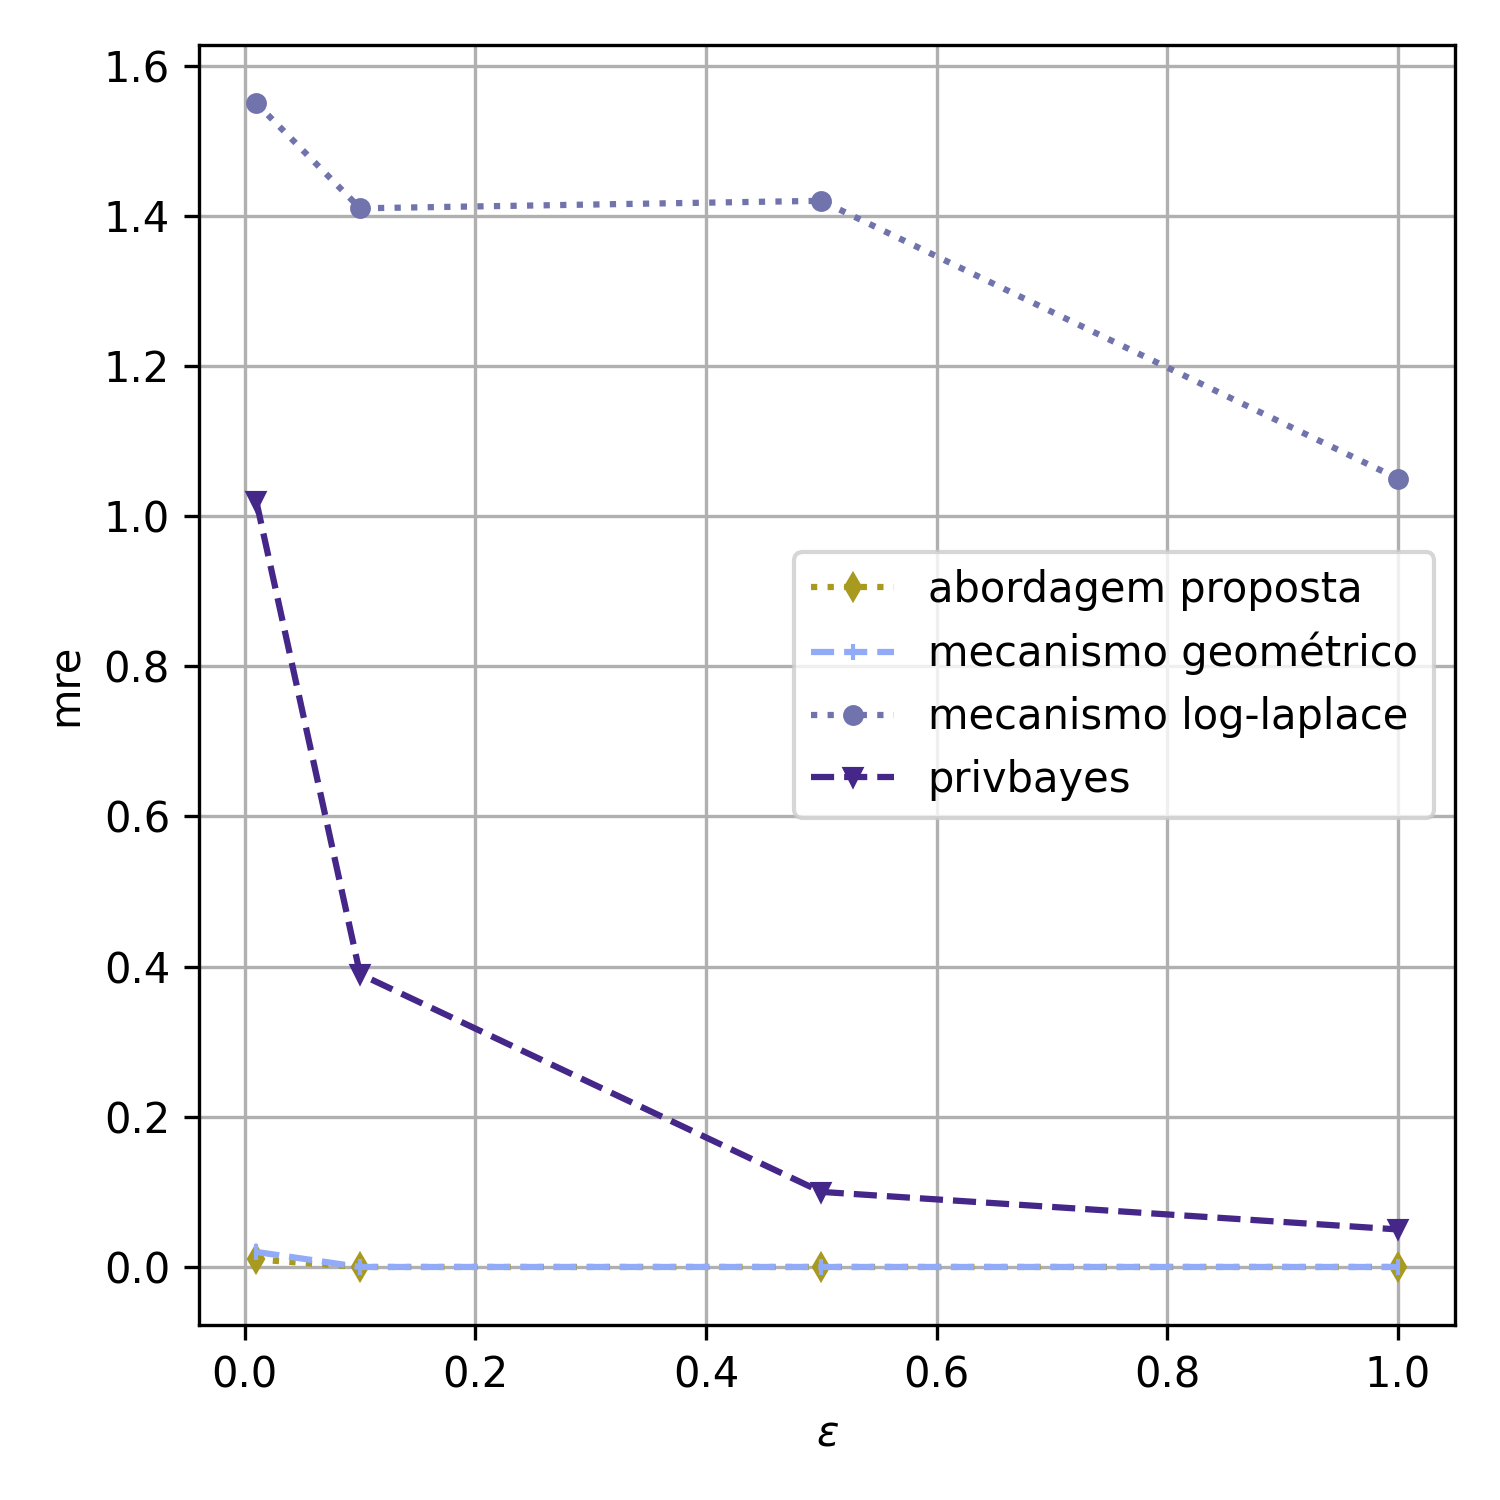 1.6
1.4
1.2
1.0
0.8
0.6
0.4
0.2
0.0
mre
abordagem proposta
mecanismo geométrico
mecanismo log-laplace
privbayes
0.0 0.2 0.4 0.6 0.8 1.0
ε